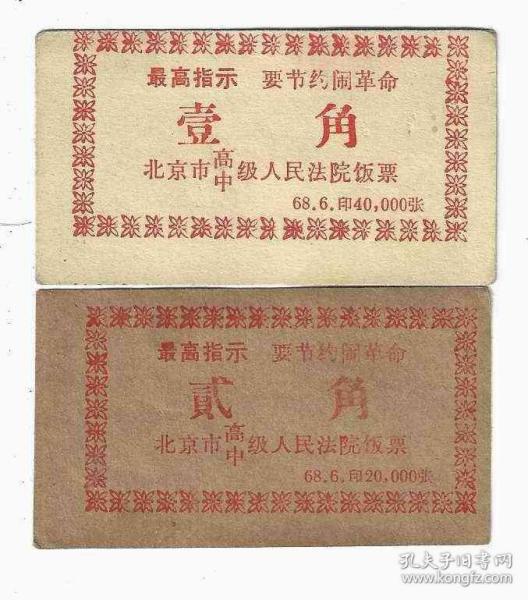 最高指示 要节约闹革命
壹 角
北京市高中级人民法院饭票
68.6.印40,000张
最高指示 要节约闹革命
贰 角
北京市高中级人民法院饭票
68.6.印20,000张
孔夫子旧书网
www.kongfz.com